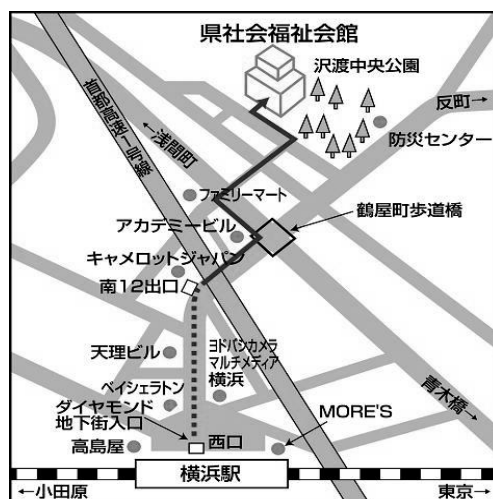 県社会福祉会館
沢渡中央公園
反町
防災センター
首都高速1号線
浅間町
ファミリーマート
鶴屋町歩道橋
アカデミービル
キャメロットジャパン
南12出口
天理ビル
ヨドバシカメラ
マルチメディア
横浜
ベイシェラトン
ダイヤモンド
地下街入口
青木橋
MORE'S
高島屋
西口
横浜駅
←小田原
東京→